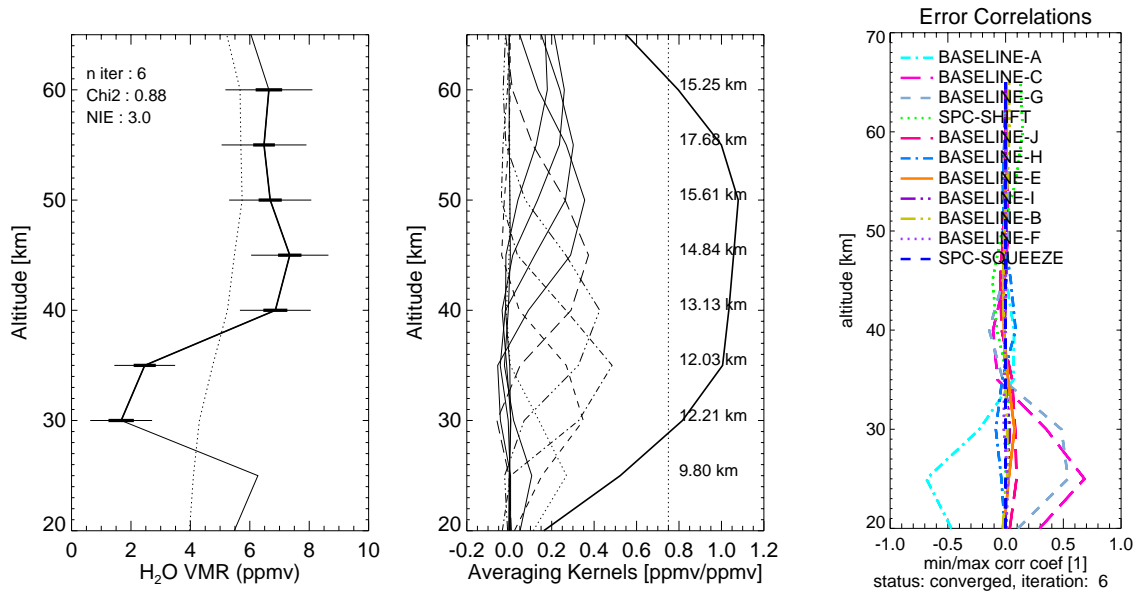 60
50
40
30
20
0
2
4
6
8
10
Altitude [km]
H2O VMR (ppmv)
n iter : 6
Chi2 : 0.88
NIE : 3.0
60
50
40
30
20
-0.2
0.0
0.2
0.4
0.6
0.8
1.0
1.2
Altitude [km]
Averaging Kernels [ppmv/ppmv]
15.25 km
17.68 km
15.61 km
14.84 km
13.13 km
12.03 km
12.21 km
9.80 km
Error Correlations
70
60
50
40
30
20
altitude [km]
BASELINE-A
BASELINE-C
BASELINE-G
SPC-SHIFT
BASELINE-J
BASELINE-H
BASELINE-E
BASELINE-I
BASELINE-B
BASELINE-F
SPC-SQUEEZE
-1.0
-0.5
0.0
0.5
1.0
min/max corr coef [1]
status: converged, iteration: 6